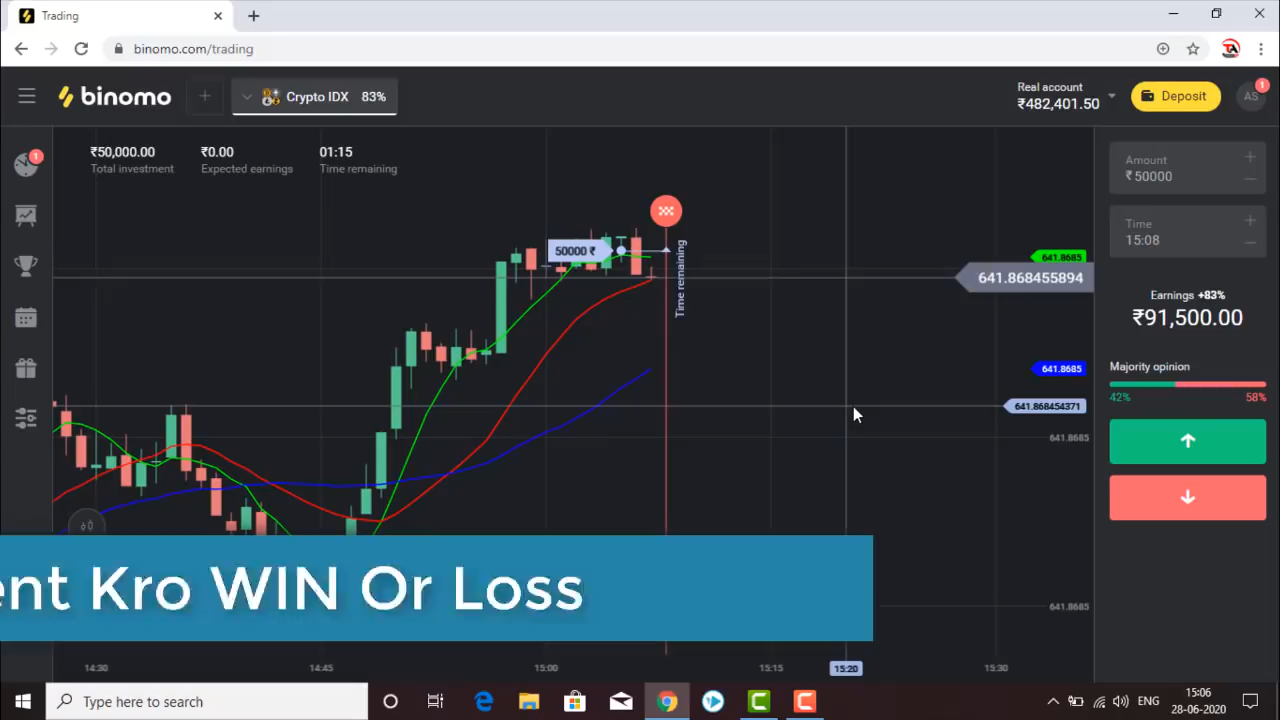 Trading
binomo.com/trading
binomo
Crypto IDX 83%
Real account
₹482,401.50
Deposit
AS
1
1
₹50,000.00
Total investment
₹0.00
Expected earnings
01:15
Time remaining
50000 ₹
Time remaining
641.8685
641.868455894
641.8685
641.868454371
641.8685
641.8685
Amount
₹ 50000
Time
15:08
Earnings +83%
₹91,500.00
Majority opinion
42%
58%
ent Kro WIN Or Loss
14:30
14:45
15:00
15:15
15:20
15:30
Type here to search
ENG
15:06
28-06-2020